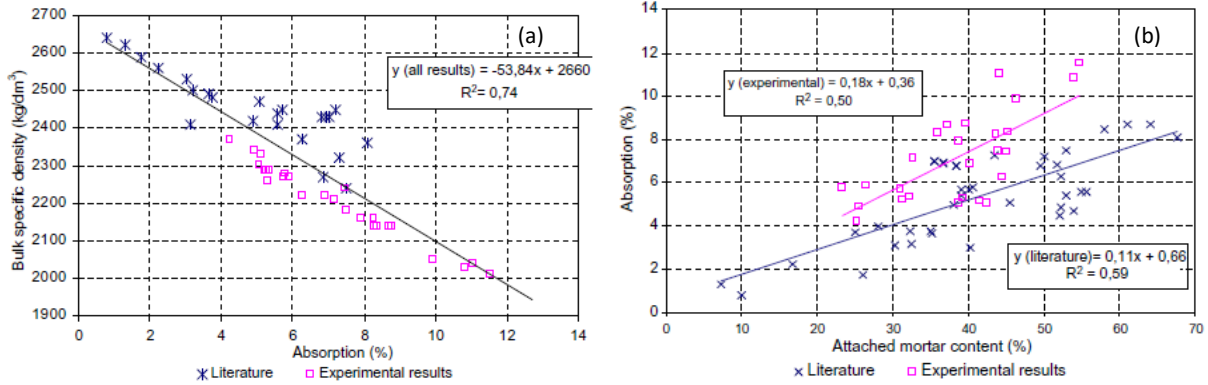 2700
2600
2500
2400
2300
2200
2100
2000
1900
Bulk specific density (kg/dm³)
(a)
y (all results) = -53,84x + 2660
R²= 0,74
0 2 4 6 8 10 12 14
Absorption (%)
Literature Experimental results
14
12
10
8
6
4
2
0
Absorption (%)
(b)
y (experimental) = 0,18x + 0,36
R² = 0,50
y (literature)= 0,11x + 0,66
R² = 0,59
0 10 20 30 40 50 60 70
Attached mortar content (%)
Literature Experimental results